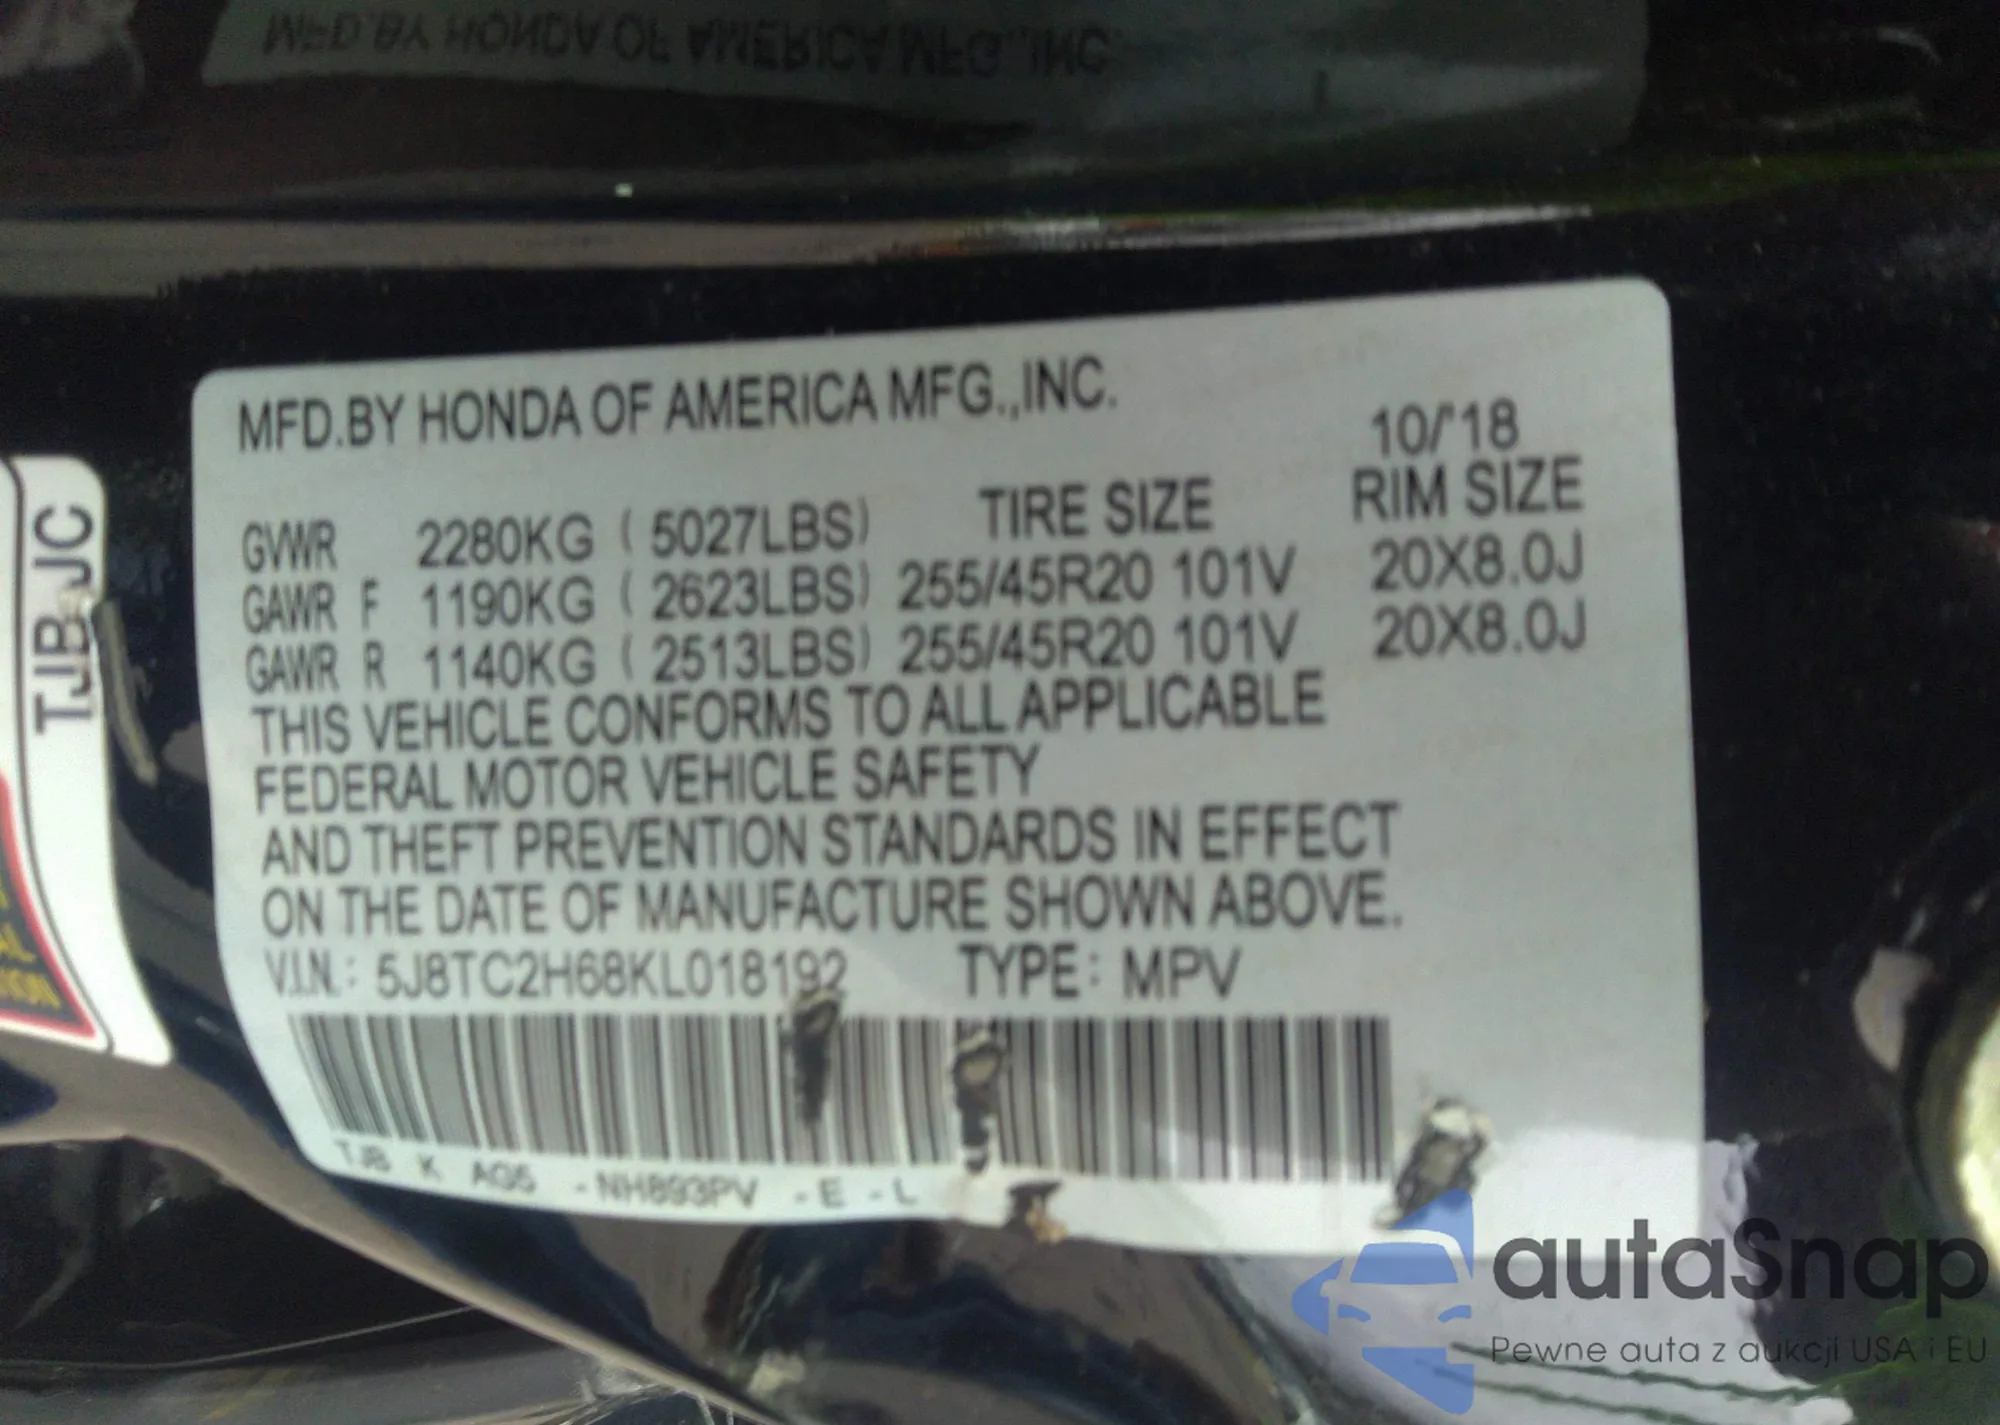 MFD.BY HONDA OF AMERICA MFG.,INC.
MFD.BY HONDA OF AMERICA MFG.,INC.
10/'18
TIRE SIZE RIM SIZE
GVWR 2280KG ( 5027LBS)
GAWR F 1190KG ( 2623LBS) 255/45R20 101V 20X8.0J
GAWR R 1140KG ( 2513LBS) 255/45R20 101V 20X8.0J
THIS VEHICLE CONFORMS TO ALL APPLICABLE
FEDERAL MOTOR VEHICLE SAFETY
AND THEFT PREVENTION STANDARDS IN EFFECT
ON THE DATE OF MANUFACTURE SHOWN ABOVE.
V.I.N.: 5J8TC2H68KL018192 TYPE: MPV
TJB K AGS -NH893PV -E -L
TJB JC
autaSnap
Pewne auta z aukcji USA i EU